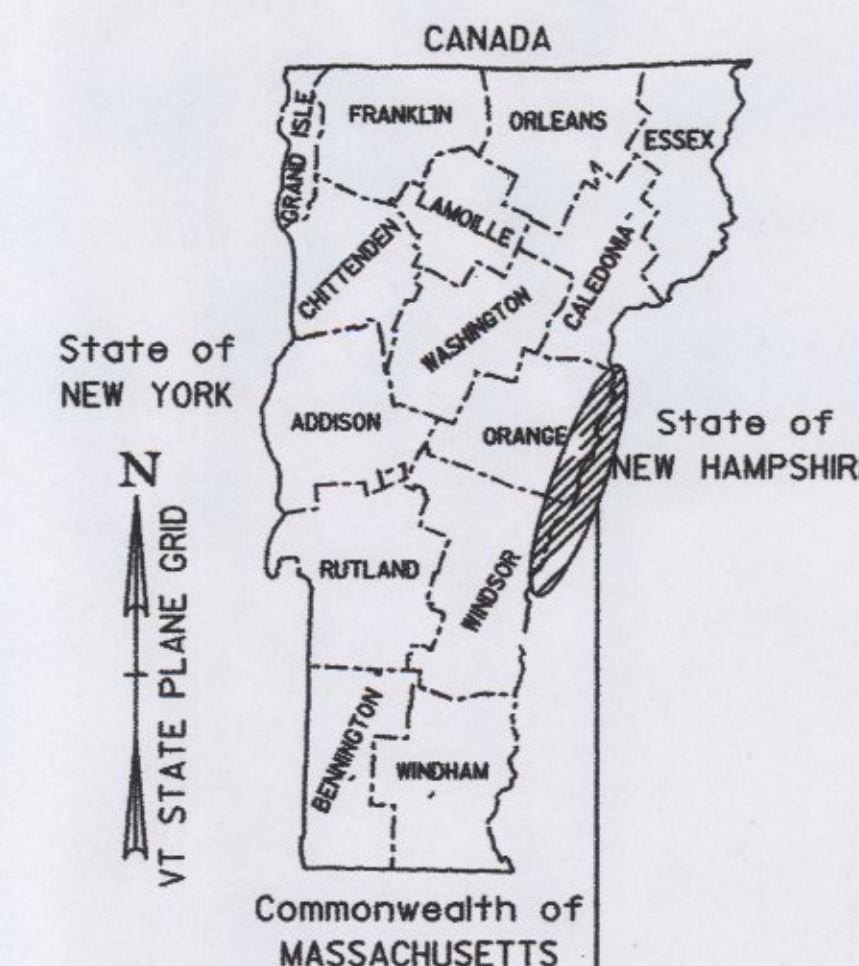 CANADA
GRAND ISLE
FRANKLIN
ORLEANS
ESSEX
LAMOILLE
CHITTENDEN
CALEDONIA
WASHINGTON
State of
NEW YORK
ADDISON
ORANGE
State of
NEW HAMPSHIR
N
VT STATE PLANE GRID
RUTLAND
WINDSOR
BENNINGTON
WINDHAM
Commonwealth of
MASSACHUSETTS